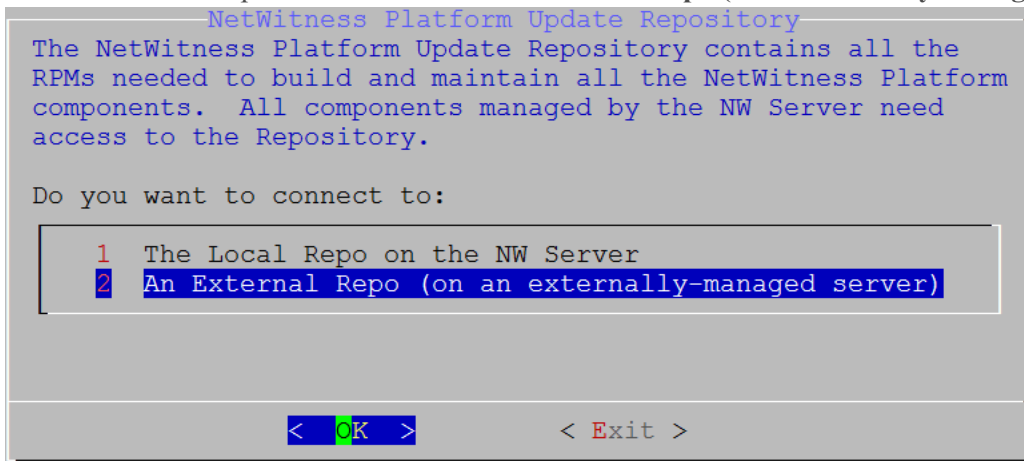 NetWitness Platform Update Repository
The NetWitness Platform Update Repository contains all the
RPMs needed to build and maintain all the NetWitness Platform
components.  All components managed by the NW Server need
access to the Repository.
Do you want to connect to:
1  The Local Repo on the NW Server
2  An External Repo (on an externally-managed server)
<  OK  >  < Exit >